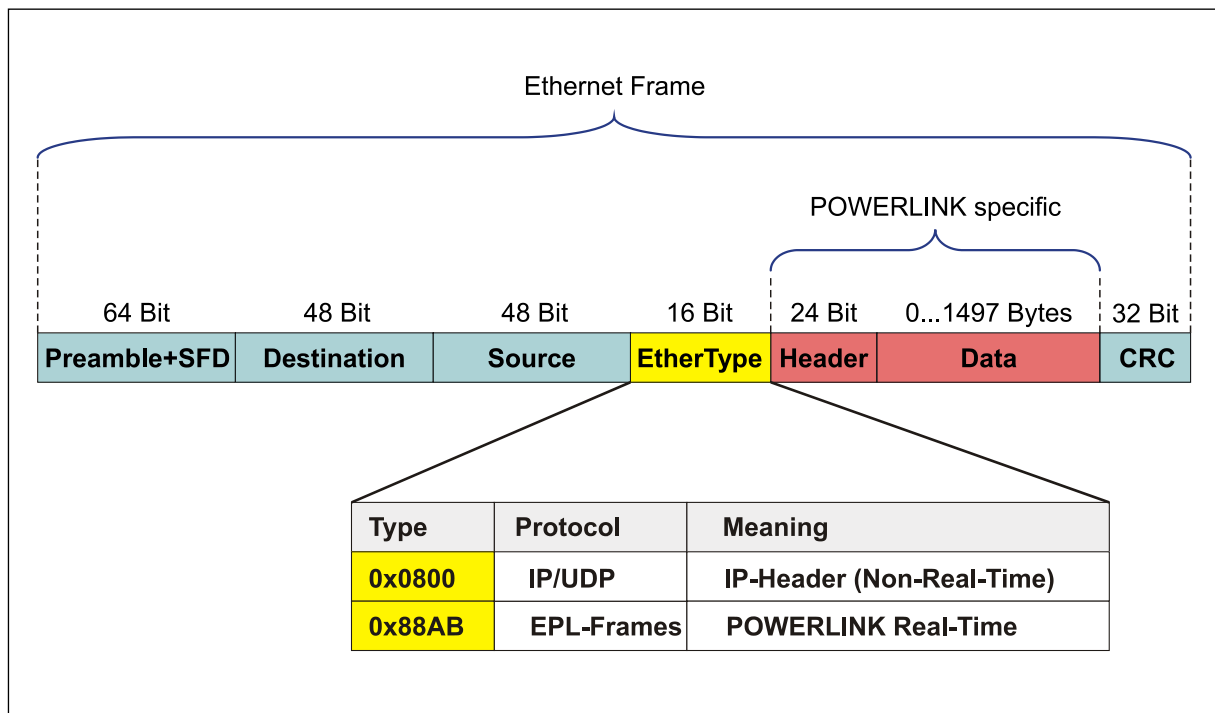 Ethernet Frame
POWERLINK specific
64 Bit 48 Bit 48 Bit 16 Bit 24 Bit 0...1497 Bytes 32 Bit
Preamble+SFD Destination Source EtherType Header Data CRC
Type Protocol Meaning
0x0800 IP/UDP IP-Header (Non-Real-Time)
0x88AB EPL-Frames POWERLINK Real-Time